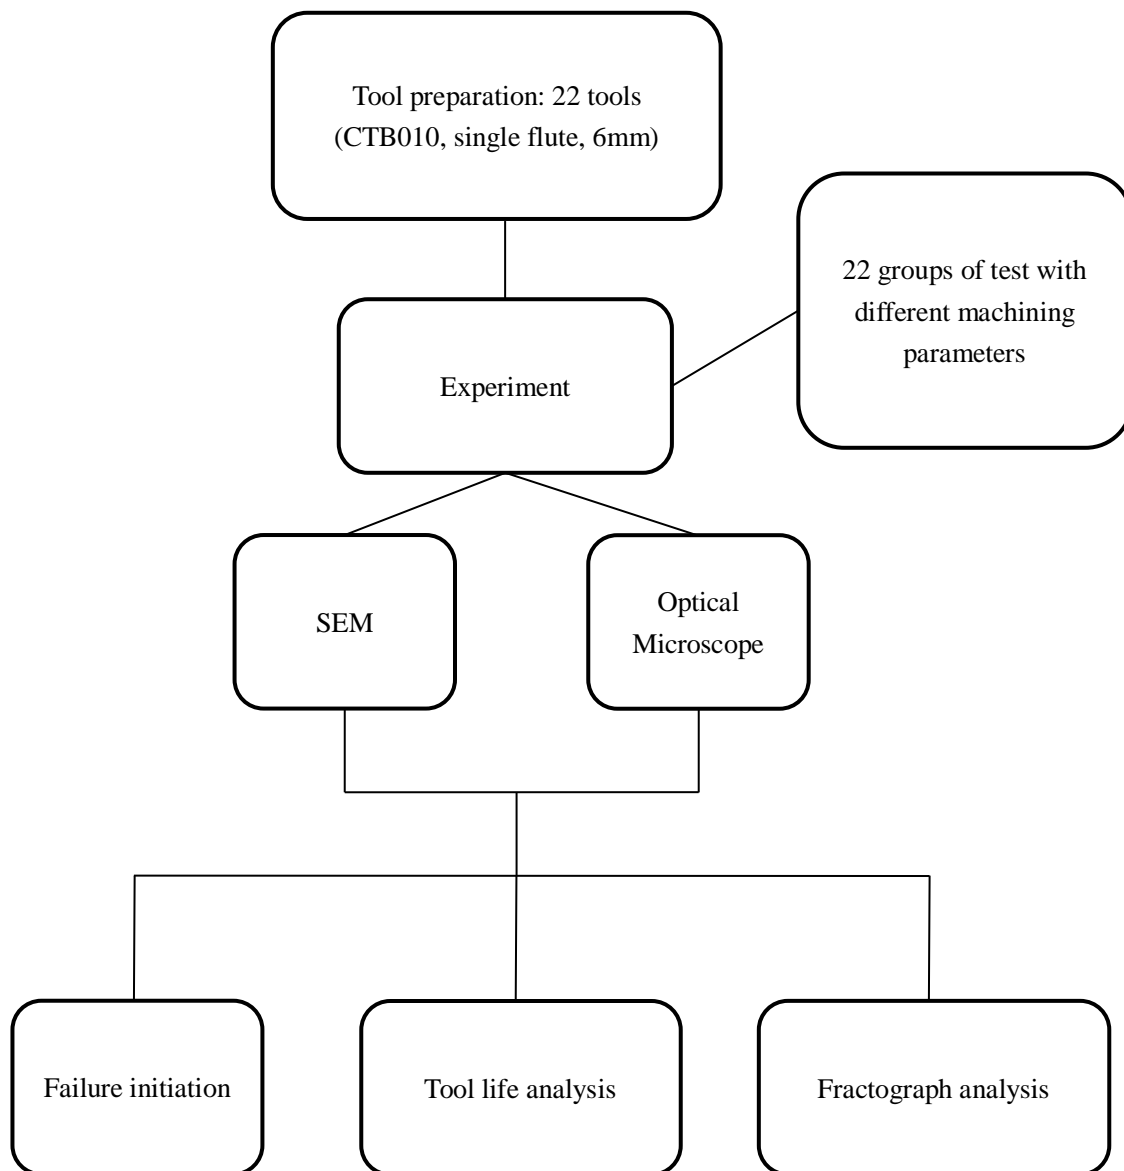 Tool preparation: 22 tools
(CTB010, single flute, 6mm)
22 groups of test with
different machining
parameters
Experiment
SEM
Optical
Microscope
Failure initiation
Tool life analysis
Fractograph analysis